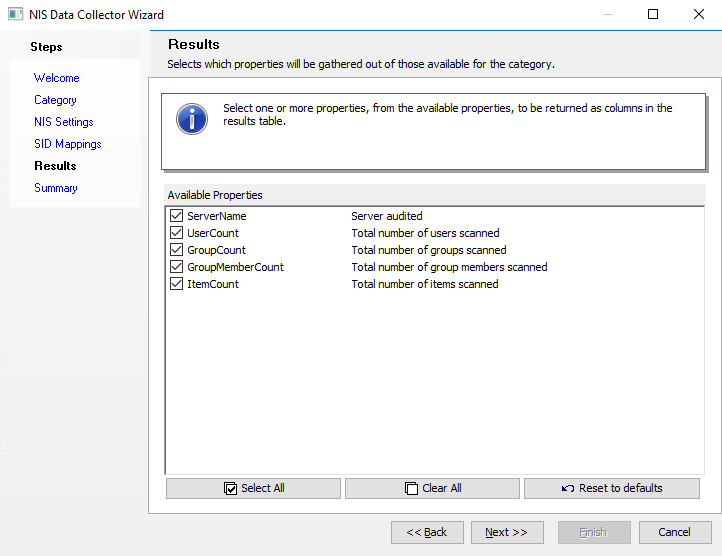 NIS Data Collector Wizard
Steps
Welcome
Category
NIS Settings
SID Mappings
Results
Summary
Results
Selects which properties will be gathered out of those available for the category.
Select one or more properties, from the available properties, to be returned as columns in the
results table.
Available Properties
ServerName Server audited
UserCount Total number of users scanned
GroupCount Total number of groups scanned
GroupMemberCount Total number of group members scanned
ItemCount Total number of items scanned
Select All Clear All Reset to defaults
<< Back Next >> Finish Cancel